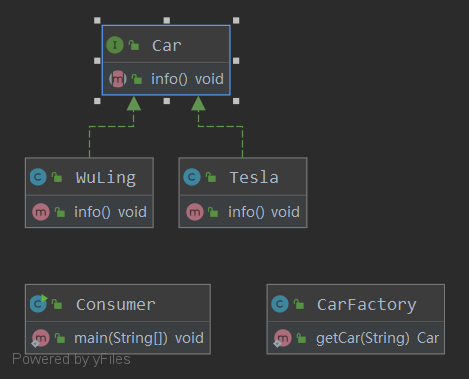 I Car
m info() void
C WuLing
m info() void
C Tesla
m info() void
C Consumer
m main(String[]) void
C CarFactory
m getCar(String) Car
Powered by yFiles